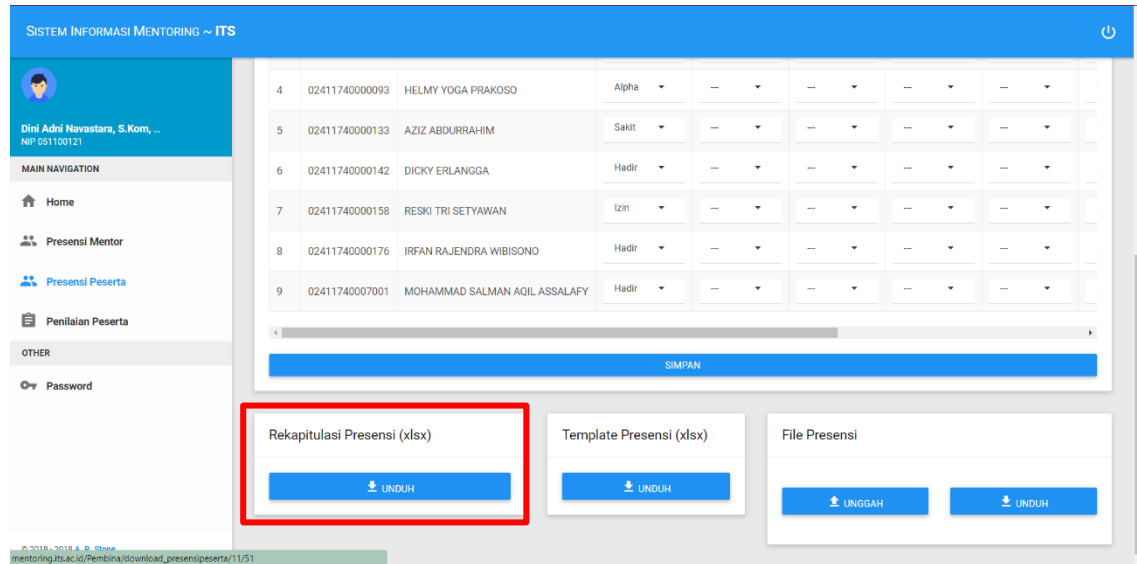 SISTEM INFORMASI MENTORING ~ ITS
Dini Adni Navastara, S.Kom, ...
NIP 051100121
MAIN NAVIGATION
Home
Presensi Mentor
Presensi Peserta
Penilaian Peserta
OTHER
Password
4 02411740000093 HELMY YOGA PRAKOSO Alpha --- --- --- ---
5 02411740000133 AZIZ ABDURRAHIM Sakit --- --- --- ---
6 02411740000142 DICKY ERLANGGA Hadir --- --- --- ---
7 02411740000158 RESKI TRI SETYAWAN Izin --- --- --- ---
8 02411740000176 IRFAN RAJENDRA WIBISONO Hadir --- --- --- ---
9 02411740007001 MOHAMMAD SALMAN AQIL ASSALAFY Hadir --- --- --- ---
SIMPAN
Rekapitulasi Presensi (xlsx)
UNDUH
Template Presensi (xlsx)
UNDUH
File Presensi
UNGGAH UNDUH
© 2018 - 2018 A. R. Stone
mentoring.its.ac.id/Pembina/download_presensipeserta/11/51